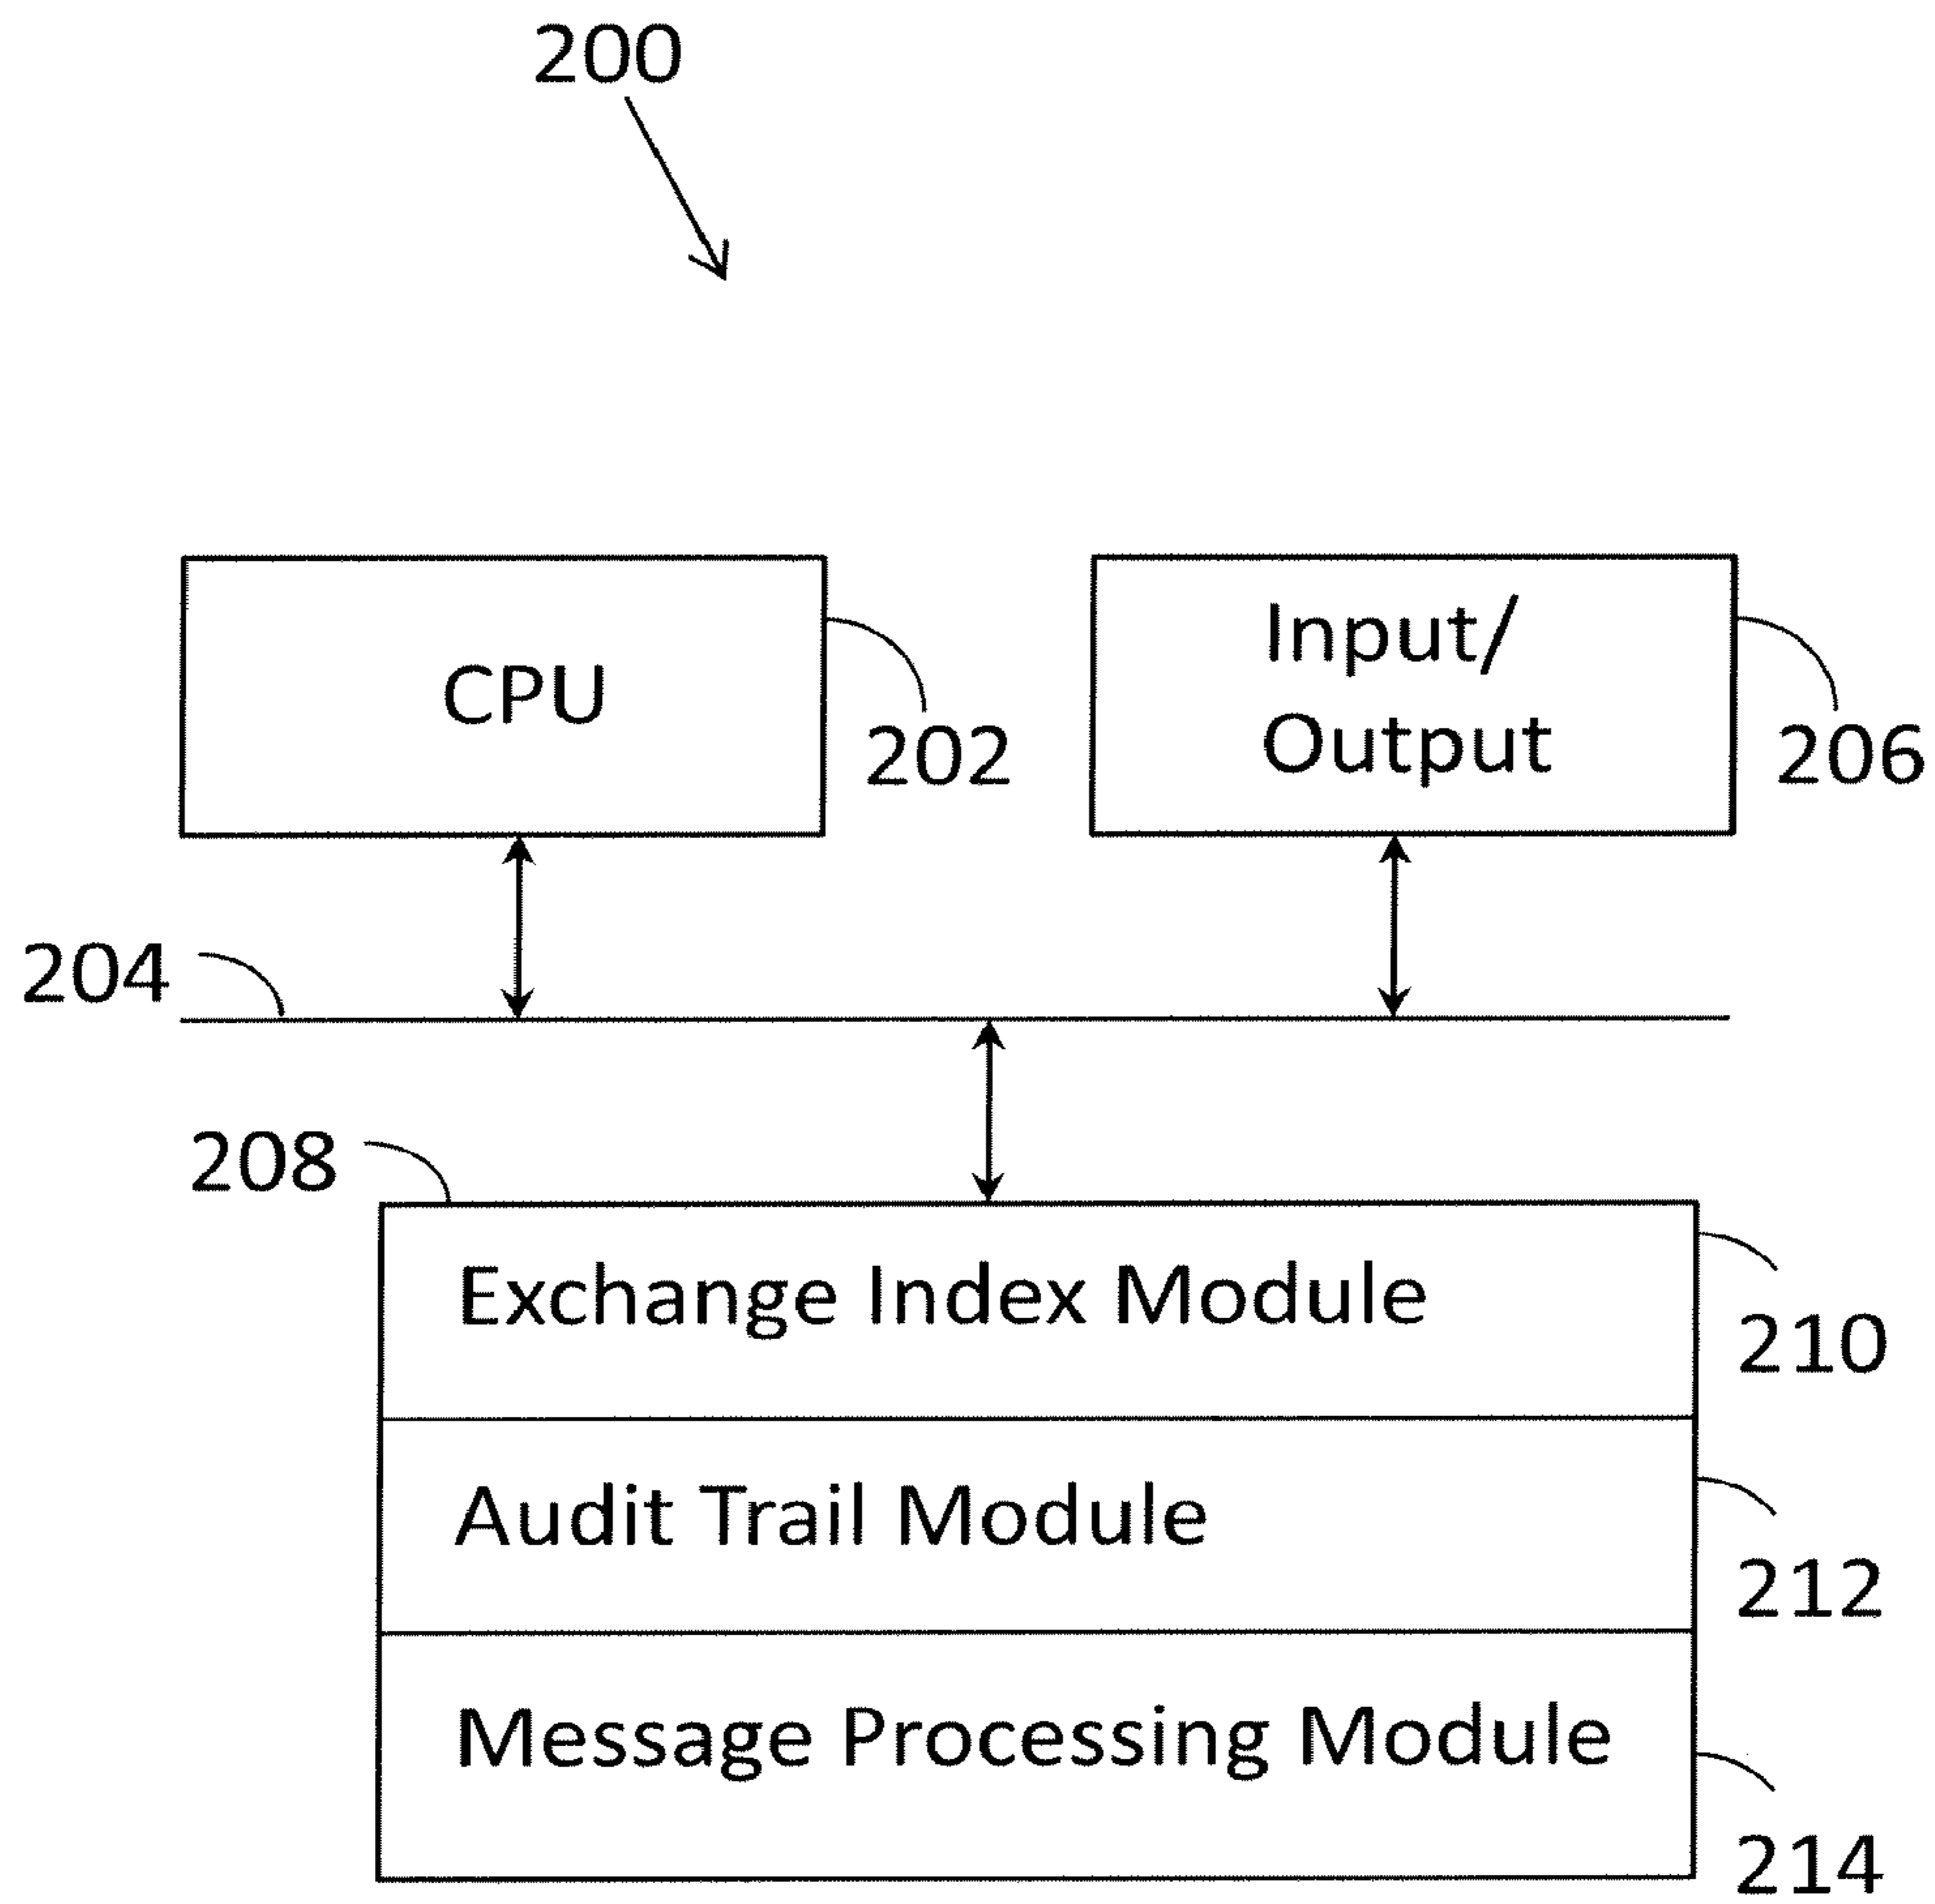 200
CPU
202
Input/
Output
206
204
208
Exchange Index Module
210
Audit Trail Module
212
Message Processing Module
214